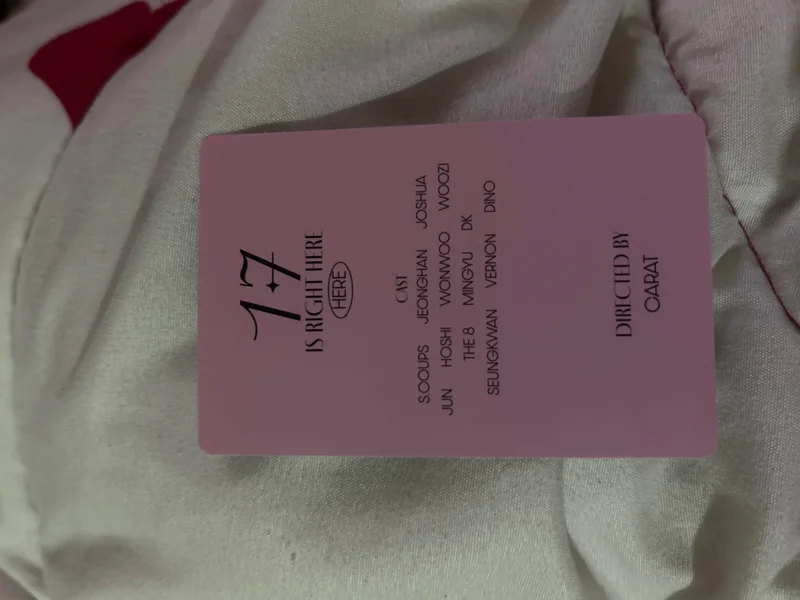 17
IS RIGHT HERE
HERE
CAST
S.COUPS JEONGHAN JOSHUA
JUN HOSHI WONWOO WOOZI
THE 8 MINGYU DK
SEUNGKWAN VERNON DINO
DIRECTED BY
CARAT